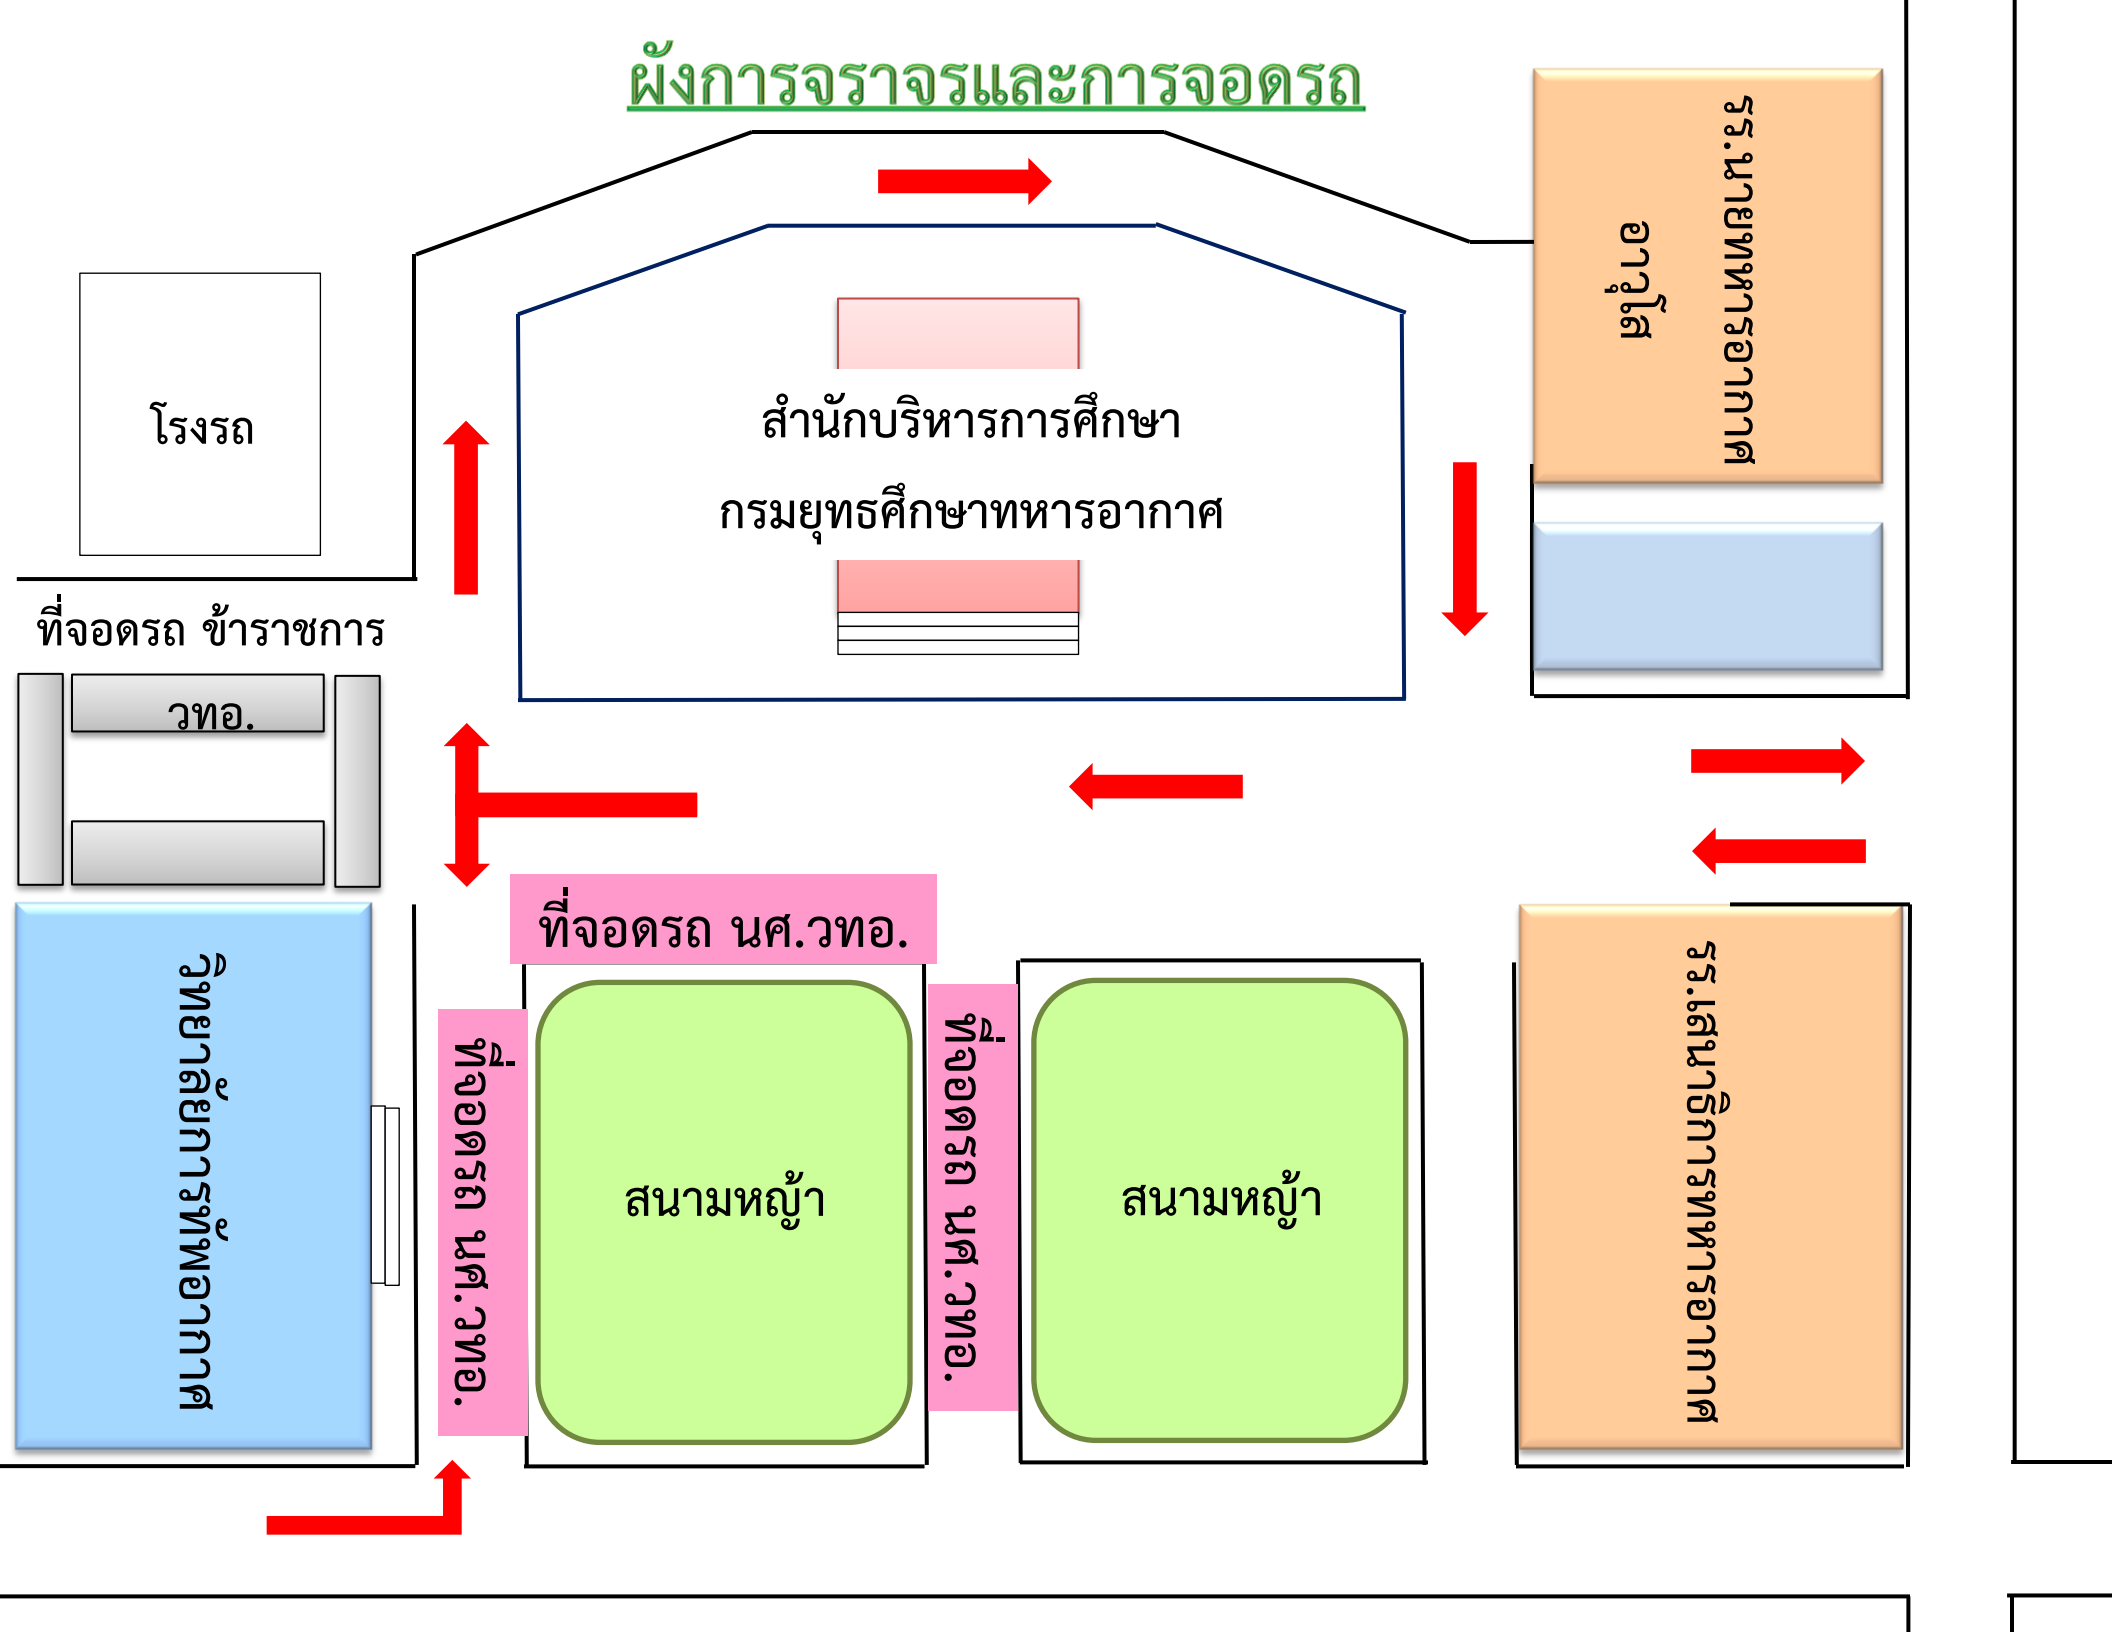 ผังการจราจรและการจอดรถ
รร.นายทหารอากาศ
อาวุโส
โรงรถ
สำนักบริหารการศึกษา
กรมยุทธศึกษาทหารอากาศ
ที่จอดรถ ข้าราชการ
วทอ.
ที่จอดรถ นศ.วทอ.
วิทยาลัยการทัพอากาศ
ที่จอดรถ นศ.วทอ.
สนามหญ้า
ที่จอดรถ นศ.วทอ.
สนามหญ้า
รร.เสนาธิการทหารอากาศ